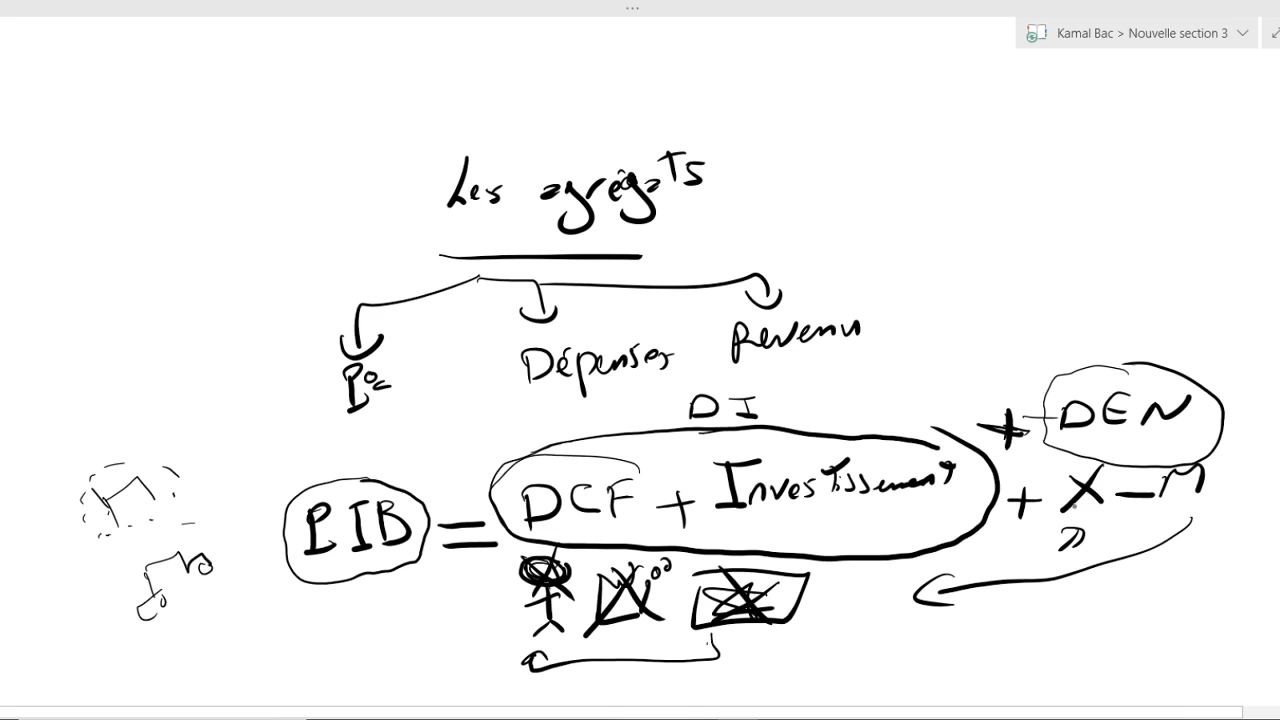 Kamal Bac > Nouvelle section 3
Les agrégats
Dépenses
Revenu
DI
+ DEN
PIB = DCF + Investissement + X - M